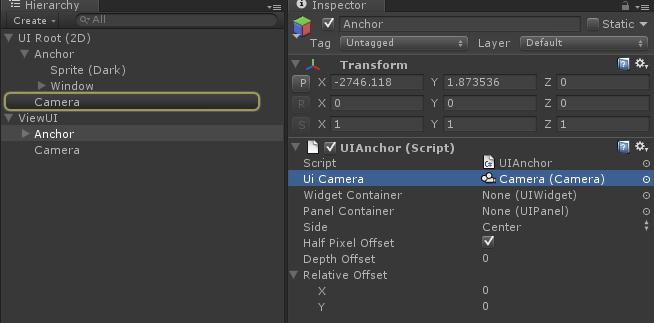 Hierarchy
Create
All
UI Root (2D)
Anchor
Sprite (Dark)
Window
Camera
ViewUI
Anchor
Camera
Inspector
Anchor
Static
Tag Untagged Layer Default
Transform
P X -2746.118 Y 1.873536 Z 0
R X 0 Y 0 Z 0
S X 1 Y 1 Z 1
UIAnchor (Script)
Script UIAnchor
Ui Camera Camera (Camera)
Widget Container None (UIWidget)
Panel Container None (UIPanel)
Side Center
Half Pixel Offset
Depth Offset 0
Relative Offset
X 0
Y 0